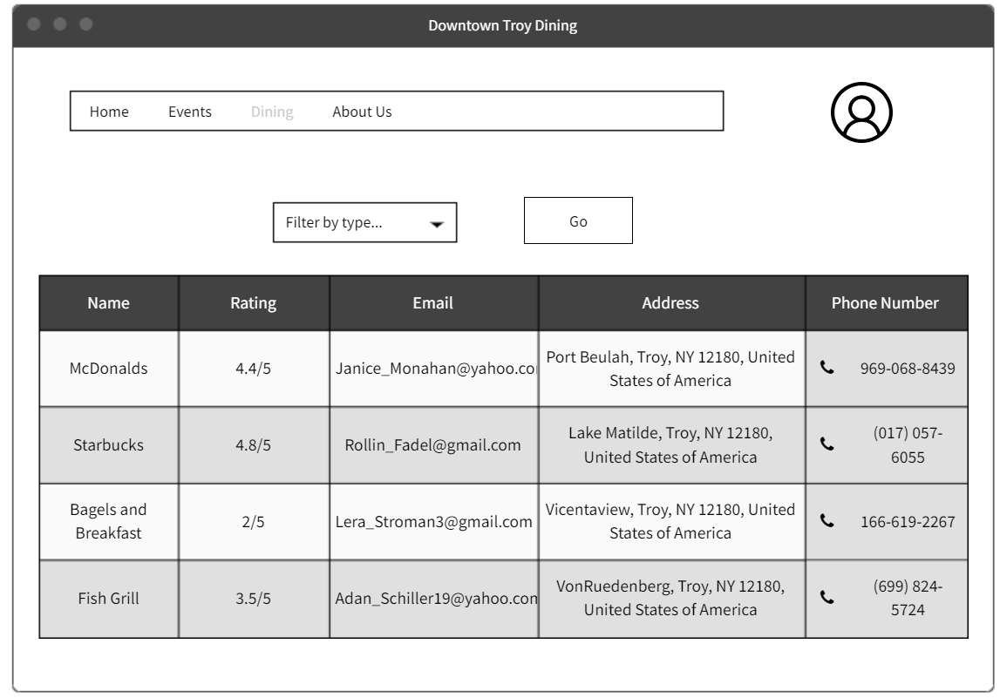 Downtown Troy Dining
Home Events Dining About Us
Filter by type...
Go
Name Rating Email Address Phone Number
McDonalds 4.4/5 Janice_Monahan@yahoo.co Port Beulah, Troy, NY 12180, United
States of America 969-068-8439
Starbucks 4.8/5 Rollin_Fadel@gmail.com Lake Matilde, Troy, NY 12180,
United States of America (017) 057-
6055
Bagels and
Breakfast 2/5 Lera_Stroman3@gmail.com Vicentaview, Troy, NY 12180, United
States of America 166-619-2267
Fish Grill 3.5/5 Adan_Schiller19@yahoo.com VonRuedenberg, Troy, NY 12180,
United States of America (699) 824-
5724